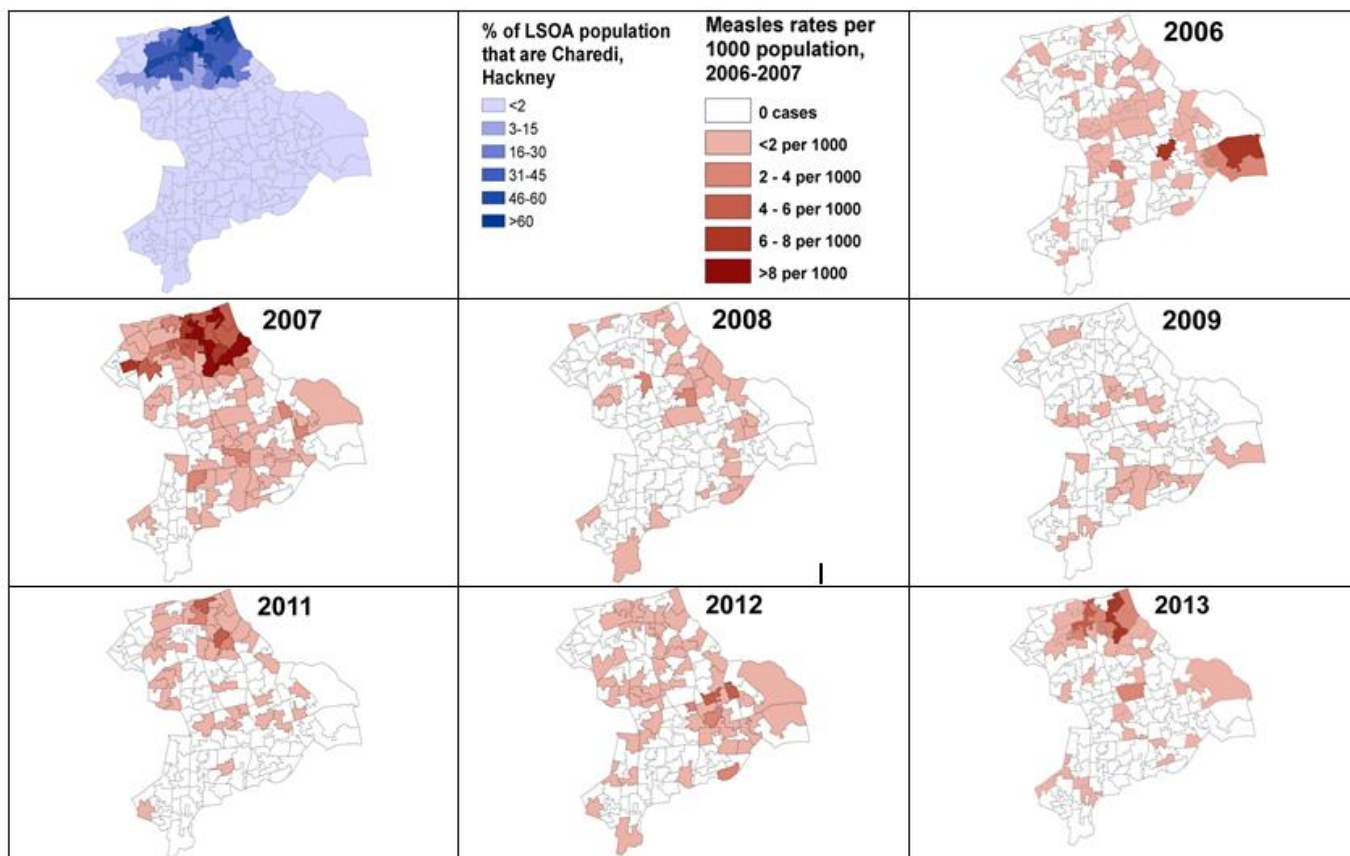 % of LSOA population
that are Charedi,
Hackney
<2
3-15
16-30
31-45
46-60
>60
Measles rates per
1000 population,
2006-2007
0 cases
<2 per 1000
2 - 4 per 1000
4 - 6 per 1000
6 - 8 per 1000
>8 per 1000
2006
2007
2008
2009
2011
2012
2013